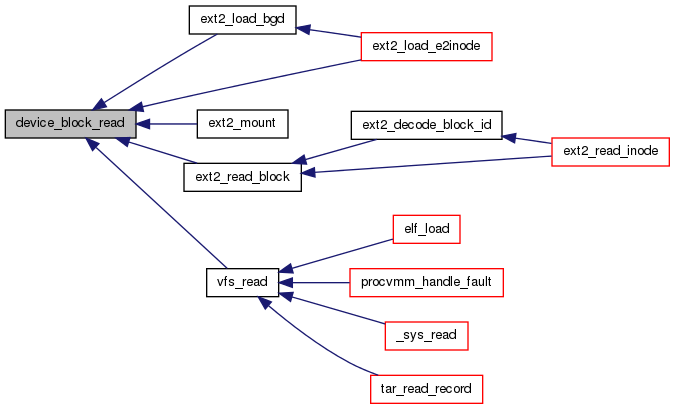 ext2_load_bgd
ext2_load_e2inode
device_block_read
ext2_mount
ext2_decode_block_id
ext2_read_inode
ext2_read_block
elf_load
vfs_read
procvmm_handle_fault
_sys_read
tar_read_record